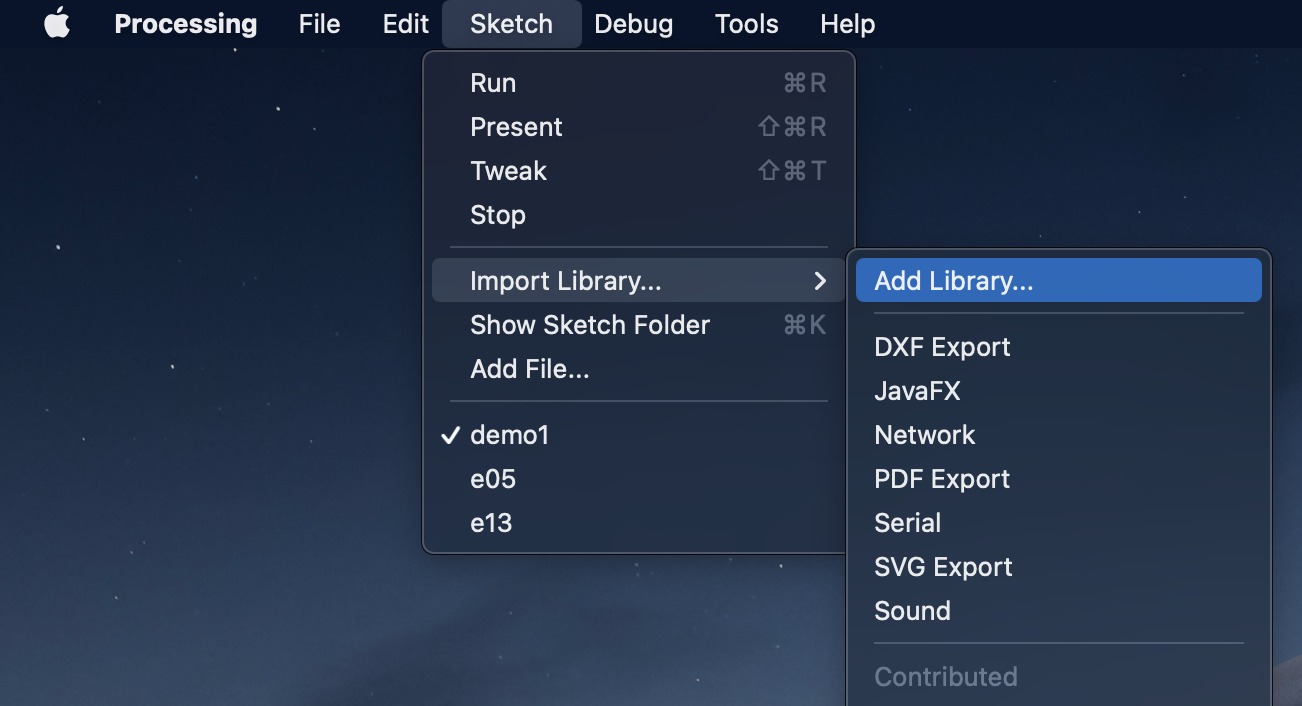 Processing File Edit Sketch Debug Tools Help
Run ⌘R
Present ⇧⌘R
Tweak ⇧⌘T
Stop
Import Library...
Show Sketch Folder ⌘K
Add File...
✓ demo1
e05
e13
Add Library...
DXF Export
JavaFX
Network
PDF Export
Serial
SVG Export
Sound
Contributed